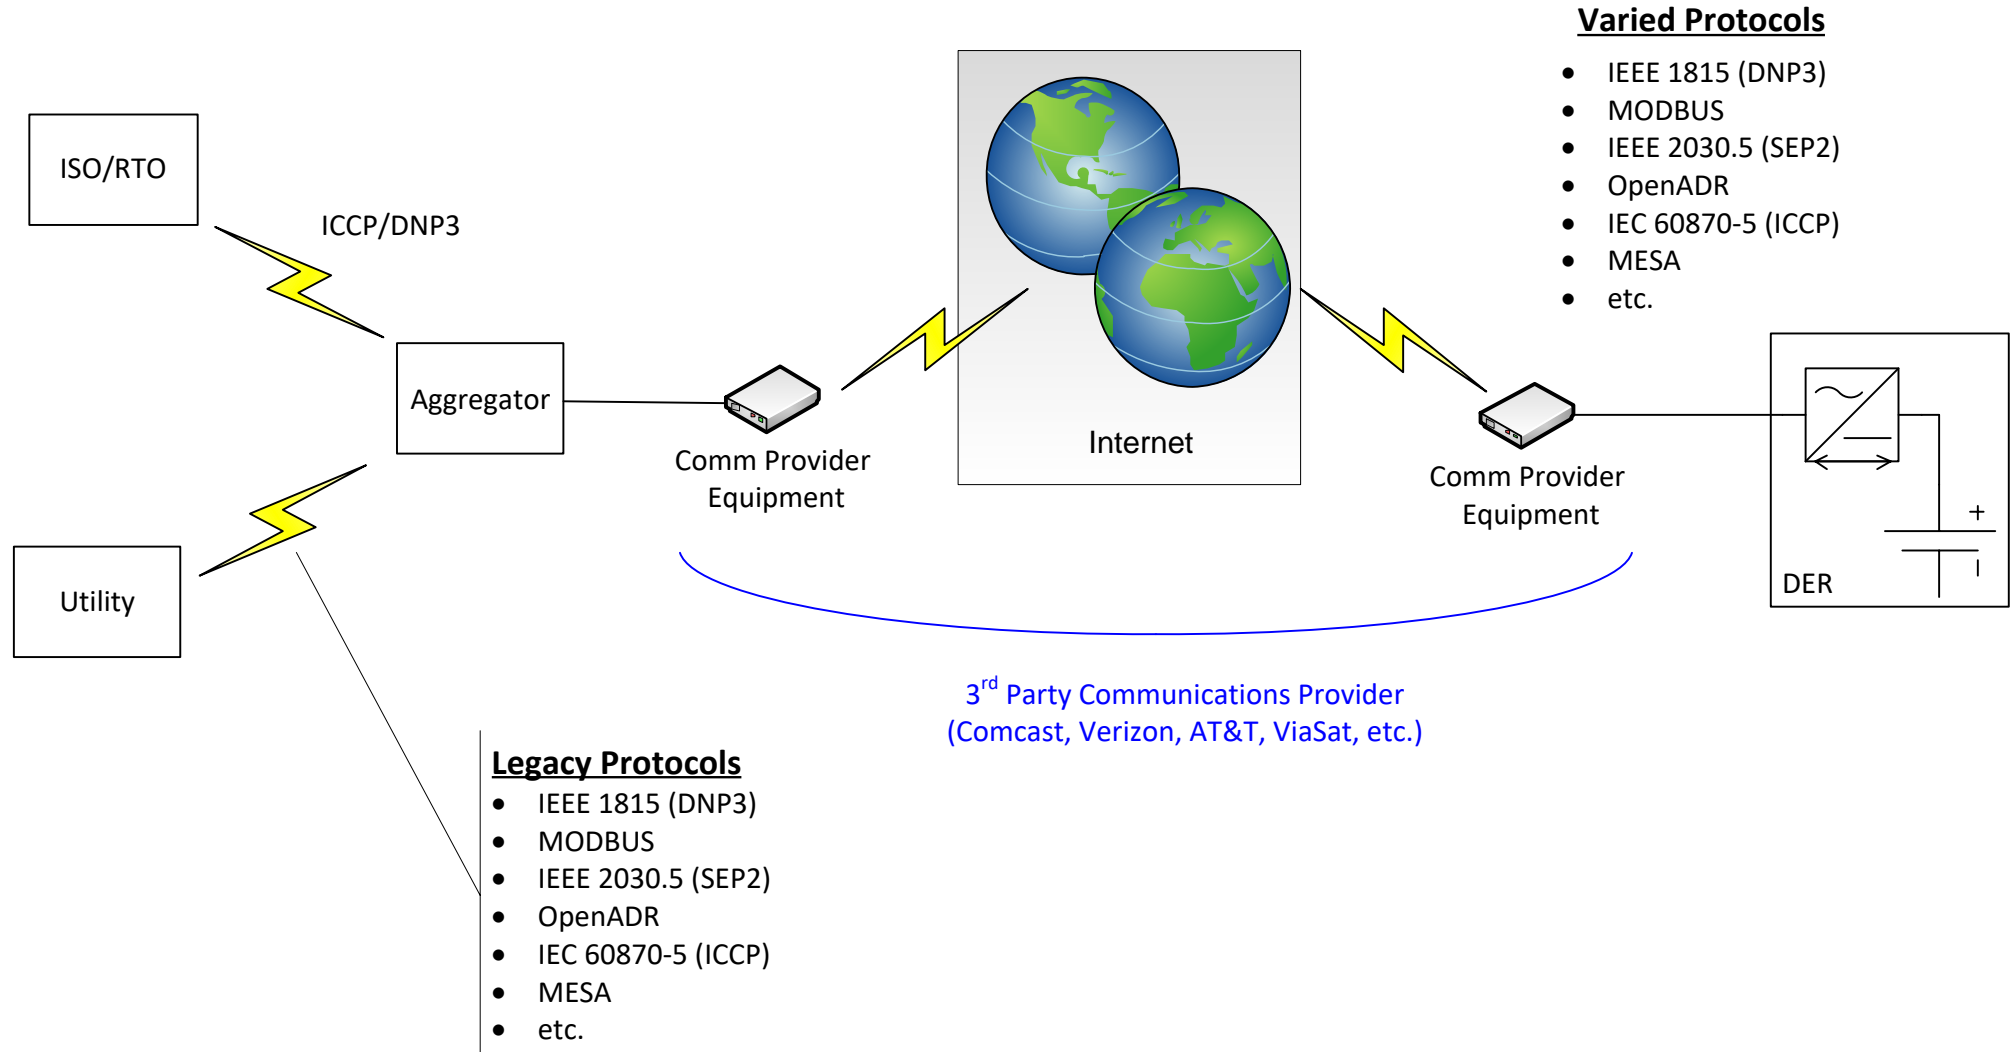 Varied Protocols
• IEEE 1815 (DNP3)
• MODBUS
• IEEE 2030.5 (SEP2)
• OpenADR
• IEC 60870-5 (ICCP)
• MESA
• etc.
ISO/RTO
ICCP/DNP3
Aggregator
Comm Provider
Equipment
Internet
Comm Provider
Equipment
+
DER
Utility
3rd Party Communications Provider
(Comcast, Verizon, AT&T, ViaSat, etc.)
Legacy Protocols
• IEEE 1815 (DNP3)
• MODBUS
• IEEE 2030.5 (SEP2)
• OpenADR
• IEC 60870-5 (ICCP)
• MESA
• etc.